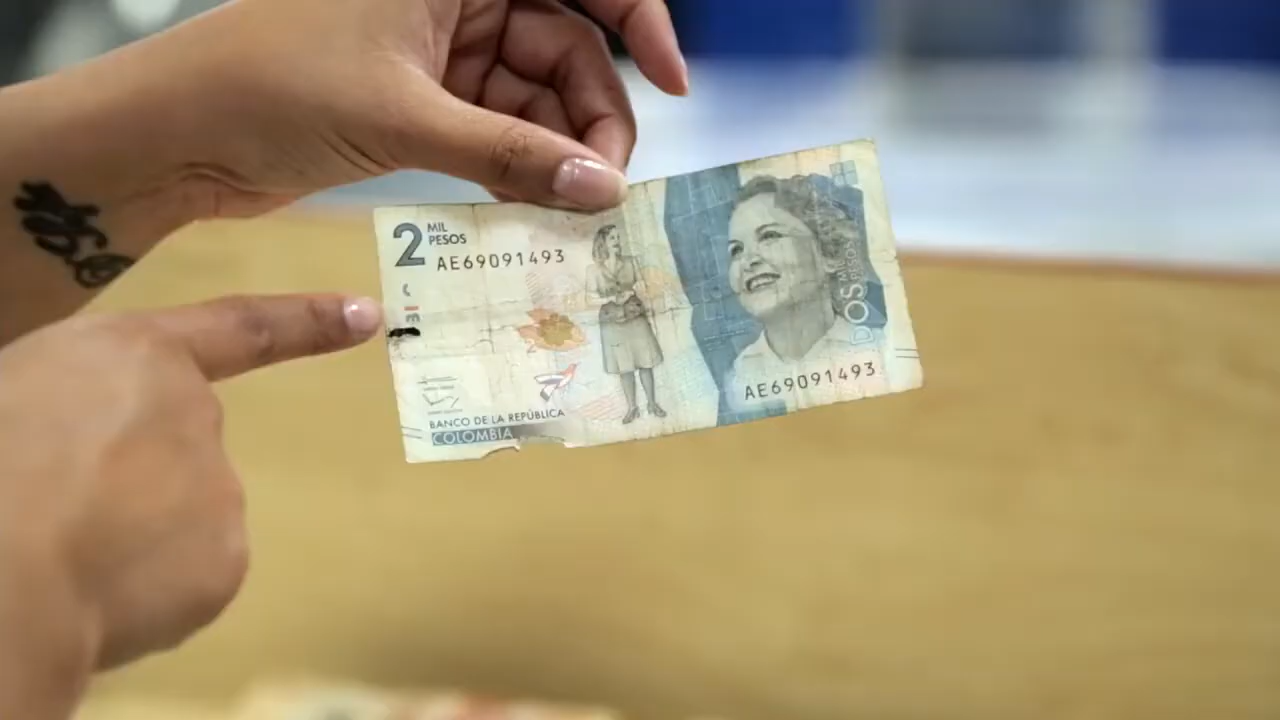 2 MIL
PESOS
AE69091493
BANCO DE LA REPÚBLICA
COLOMBIA
DOS MIL
PESOS
AE69091493